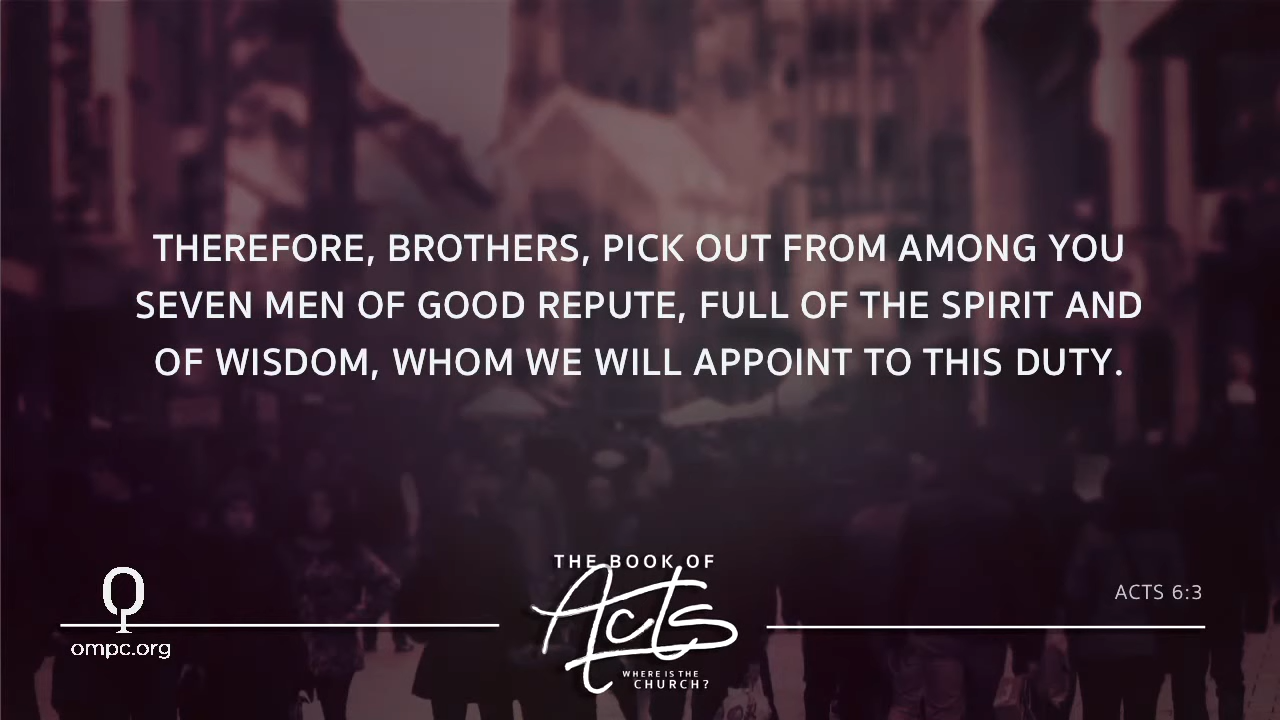 THEREFORE, BROTHERS, PICK OUT FROM AMONG YOU
SEVEN MEN OF GOOD REPUTE, FULL OF THE SPIRIT AND
OF WISDOM, WHOM WE WILL APPOINT TO THIS DUTY.
THE BOOK OF
Acts
WHERE IS THE
CHURCH?
ACTS 6:3
ompc.org